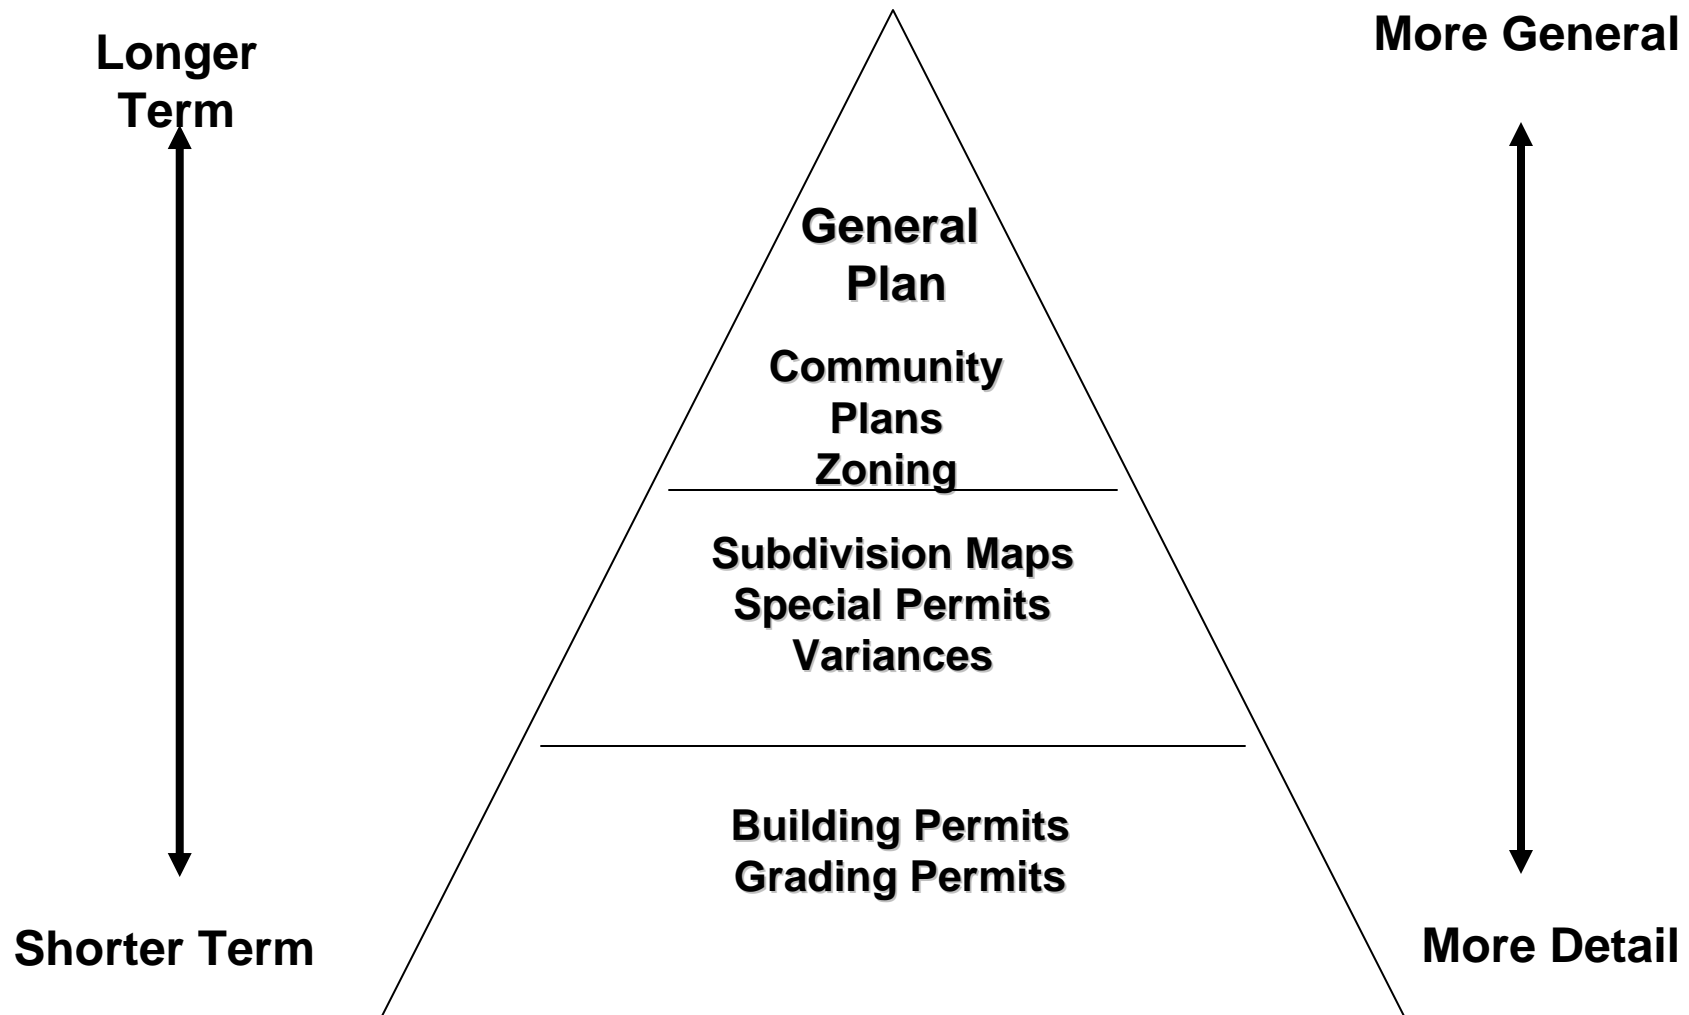 Longer
Term
More General
General
Plan
Community
Plans
Zoning
Subdivision Maps
Special Permits
Variances
Building Permits
Grading Permits
Shorter Term
More Detail